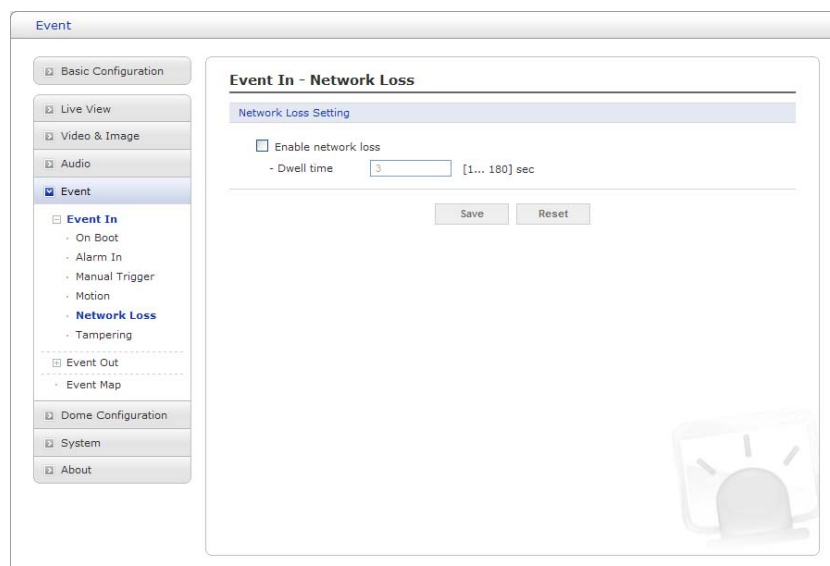 Event
Basic Configuration
Live View
Video & Image
Audio
Event
Event In
On Boot
Alarm In
Manual Trigger
Motion
Network Loss
Tampering
Event Out
Event Map
Dome Configuration
System
About
Event In - Network Loss
Network Loss Setting
Enable network loss
- Dwell time 3 [1... 180] sec
Save Reset